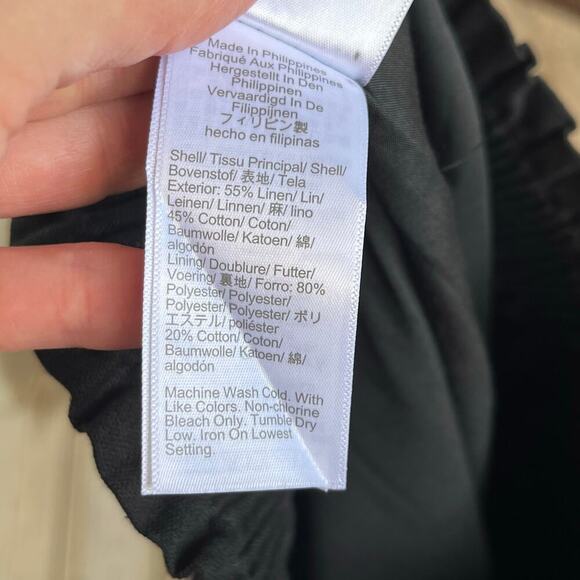 Made In Philippines
Fabriqué Aux Philippines
Hergestellt In Den
Philippinen
Vervaardigd In De
Filippijnen
フィリピン製
hecho en filipinas
Shell/ Tissu Principal/ Shell/
Bovenstof/ 表地/ Tela
Exterior: 55% Linen/ Lin/
Leinen/ Linnen/ 麻/ lino
45% Cotton/ Coton/
Baumwolle/ Katoen/ 綿/
algodón
Lining/ Doublure/ Futter/
Voering/ 裏地/ Forro: 80%
Polyester/ Polyester/
Polyester/ Polyester/ ポリ
エステル/ poliéster
20% Cotton/ Coton/
Baumwolle/ Katoen/ 綿/
algodón
Machine Wash Cold. With
Like Colors. Non-chlorine
Bleach Only. Tumble Dry
Low. Iron On Lowest
Setting.